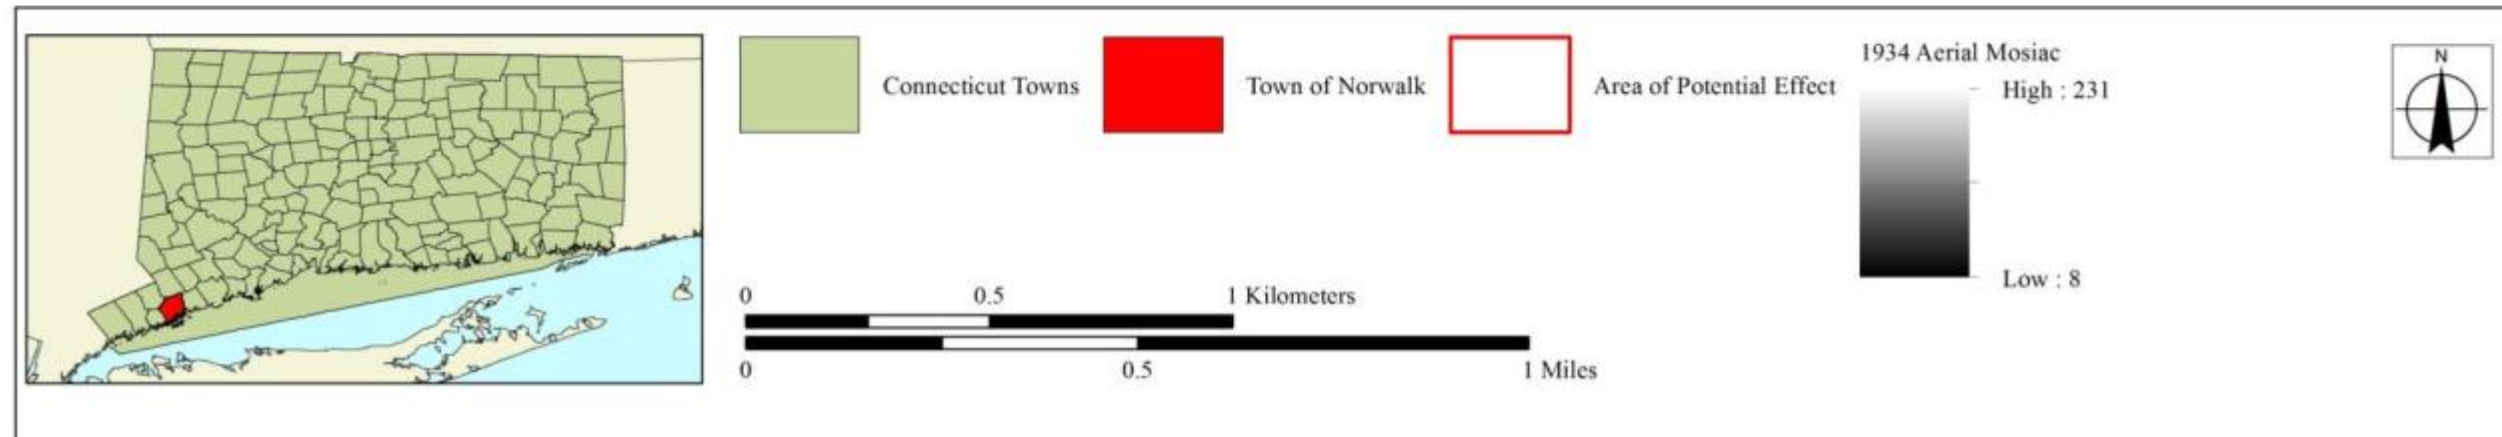 Connecticut Towns
Town of Norwalk
Area of Potential Effect
1934 Aerial Mosiac
High : 231
Low : 8
N
0 0.5 1 Kilometers
0 0.5 1 Miles